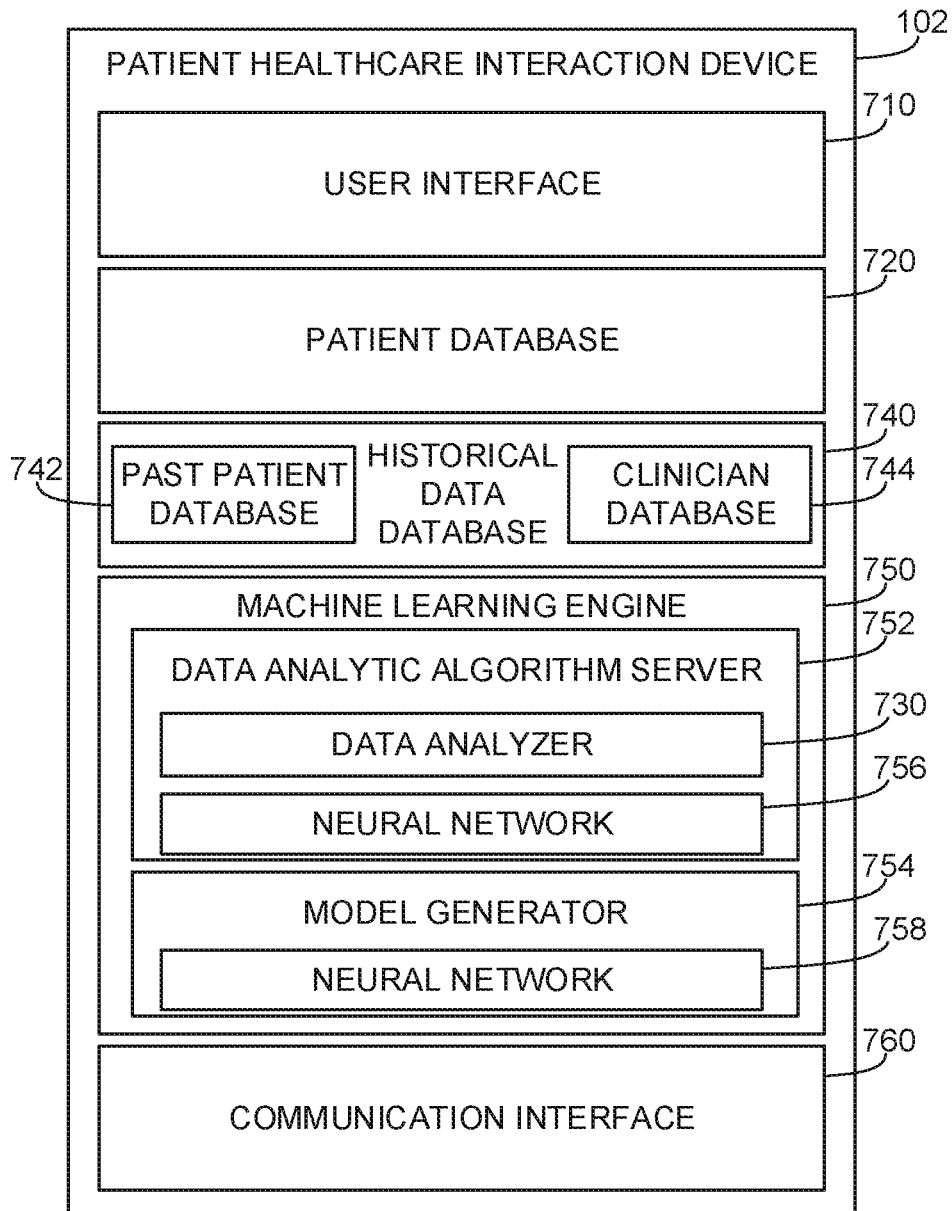 102
PATIENT HEALTHCARE INTERACTION DEVICE
710
USER INTERFACE
720
PATIENT DATABASE
740
742
PAST PATIENT
DATABASE
HISTORICAL
DATA
DATABASE
744
CLINICIAN
DATABASE
750
MACHINE LEARNING ENGINE
752
DATA ANALYTIC ALGORITHM SERVER
730
DATA ANALYZER
756
NEURAL NETWORK
754
MODEL GENERATOR
758
NEURAL NETWORK
760
COMMUNICATION INTERFACE